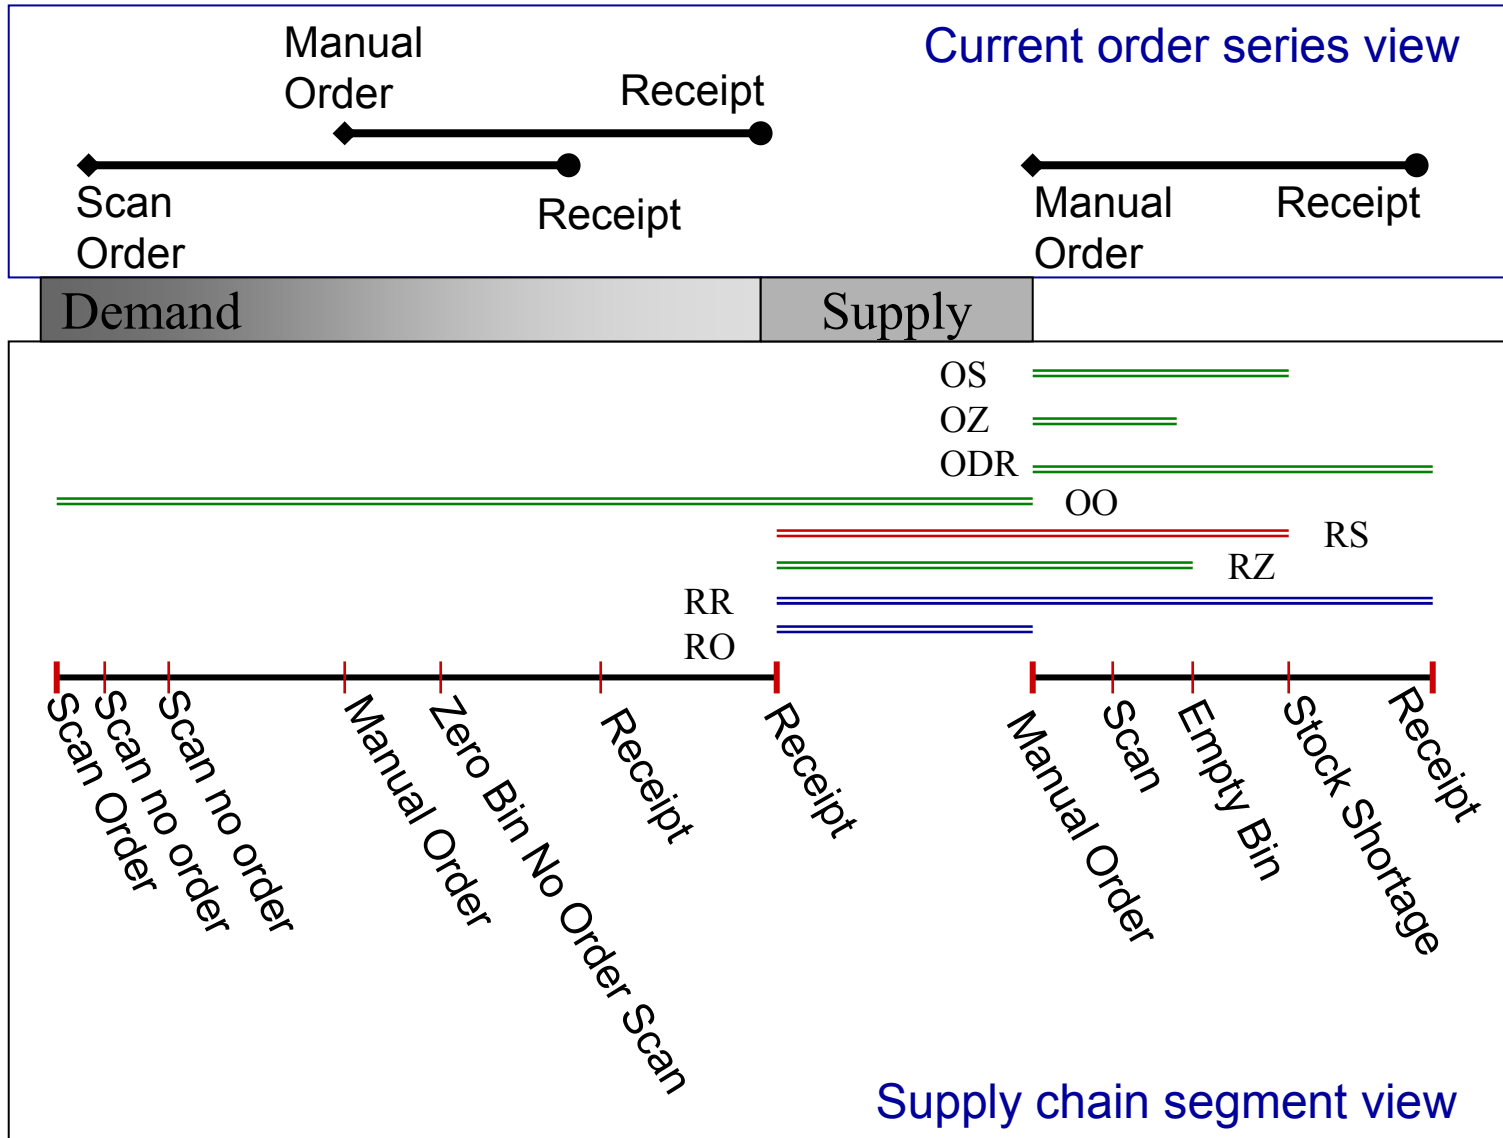 Current order series view
Manual
Order
Receipt
Scan
Order
Receipt
Manual
Order
Receipt
Demand
Supply
OS
OZ
ODR
OO
RS
RZ
RR
RO
Scan Order
Scan no order
Scan no order
Manual Order
Zero Bin No Order Scan
Receipt
Receipt
Manual Order
Scan
Empty Bin
Stock Shortage
Receipt
Supply chain segment view